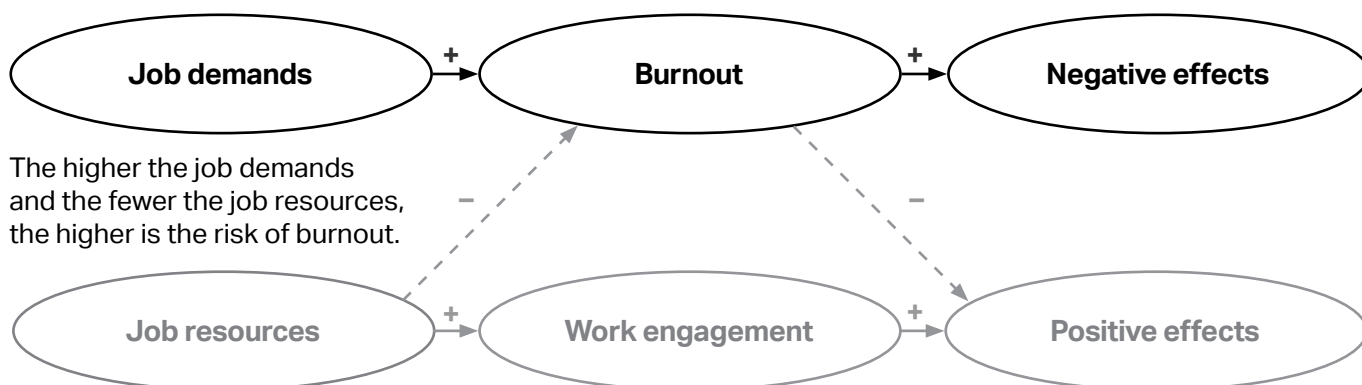 + +
Job demands Burnout Negative effects
The higher the job demands
and the fewer the job resources,
the higher is the risk of burnout.
− −
+ +
Job resources Work engagement Positive effects